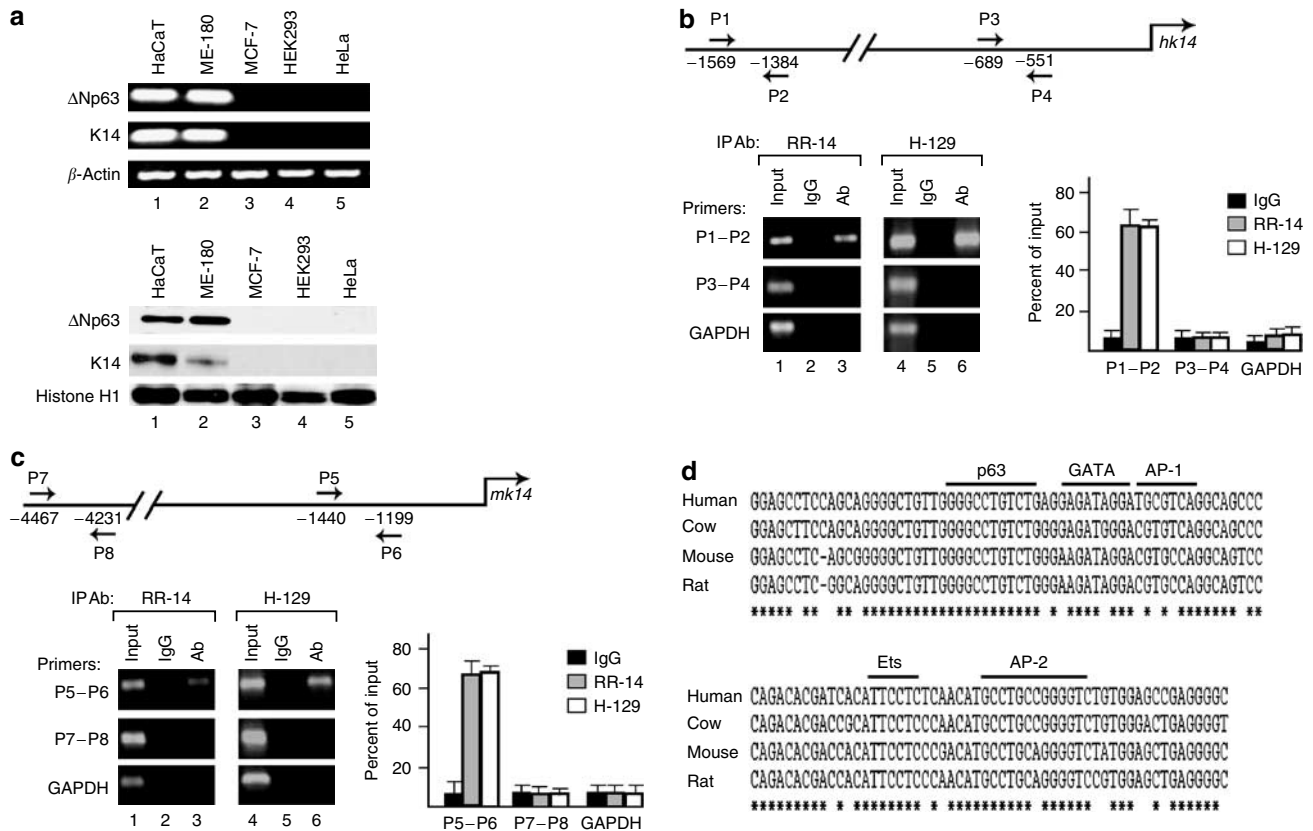 a
HaCaT
ME-180
MCF-7
HEK293
HeLa
ΔNp63
K14
β-Actin
1 2 3 4 5
HaCaT
ME-180
MCF-7
HEK293
HeLa
ΔNp63
K14
Histone H1
1 2 3 4 5
b
P1 P3
hk14
−1569 −1384 −689 −551
P2 P4
IP Ab: RR-14 H-129
Input IgG Ab Input IgG Ab
Primers:
P1−P2
P3−P4
GAPDH
1 2 3 4 5 6
Percent of input
80
60
40
20
IgG
RR-14
H-129
P1−P2 P3−P4 GAPDH
c
P7 P5
mk14
−4467 −4231 −1440 −1199
P8 P6
IP Ab: RR-14 H-129
Input IgG Ab Input IgG Ab
Primers:
P5−P6
P7−P8
GAPDH
1 2 3 4 5 6
Percent of input
80
60
40
20
IgG
RR-14
H-129
P5−P6 P7−P8 GAPDH
d
p63 GATA AP-1
Human GGAGCCTCCAGCAGGGGCTGTTGGGGCCTGTCTGAGGAGATAGGATGCGTCAGGCAGCCC
Cow GGAGCTTCCAGCAGGGGCTGTTGGGGCCTGTCTGGGGAGATGGGACGTGTCAGGCAGCCC
Mouse GGAGCCTC-AGCGGGGGCTGTTGGGGCCTGTCTGGGAAGATAGGACGTGCCAGGCAGTCC
Rat GGAGCCTC-GGCAGGGGCTGTTGGGGCCTGTCTGGGAAGATAGGACGTGCCAGGCAGTCC
***** ** ** ********************* * **** *** * * ******* **
Ets AP-2
Human CAGACACGATCACATTCCTCTCAACATGCCTGCCGGGGTCTGTGGAGCCGAGGGGC
Cow CAGACACGACCGCATTCCTCCCAACATGCCTGCCGGGGTCTGTGGGACTGAGGGGT
Mouse CAGACACGACCACATTCCTCCCGACATGCCTGCAGGGGTCTATGGAGCTGAGGGGC
Rat CAGACACGACCACATTCCTCCCAACATGCCTGCAGGGGTCCGTGGAGCTGAGGGGC
********* * ******** * ********** ****** *** * ******